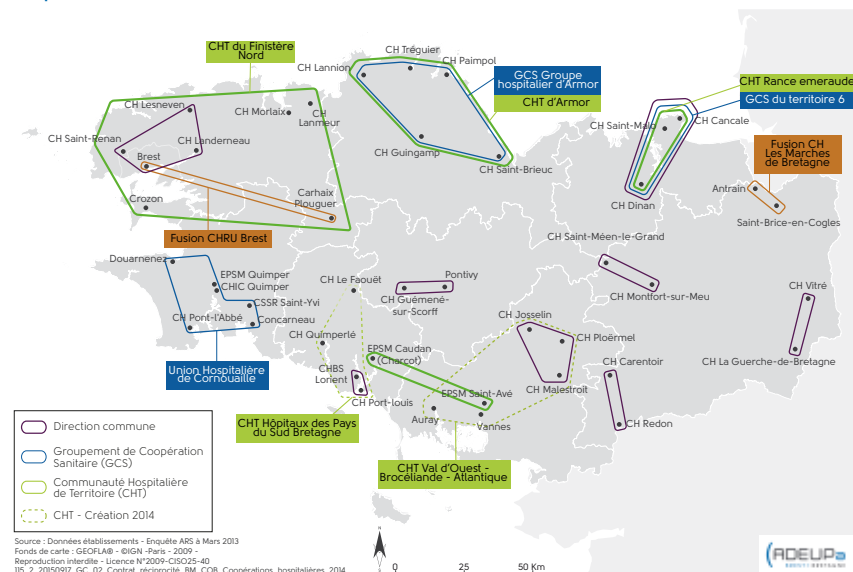 CHT du Finistère
Nord
CH Tréguier
CH Lannion
CH Paimpol
GCS Groupe
hospitalier d'Armor
CHT d'Armor
CHT Rance emeraude
GCS du territoire 6
CH Lesneven
CH Morlaix
CH
Lanmeur
CH Saint-Malo
CH Cancale
CH Saint-Renan
CH Landerneau
Brest
CH Guingamp
CH Saint-Brieuc
Fusion CH
Les Marches
de Bretagne
Antrain
Crozon
Carhaix
Plouguer
CH Dinan
Saint-Brice-en-Cogles
Fusion CHRU Brest
CH Saint-Méen-le-Grand
Douarnenez
EPSM Quimper
CHIC Quimper
CH Le Faouët
Pontivy
CH Guémené-
sur-Scorff
CH Montfort-sur-Meu
CH Vitré
CSSR Saint-Yvi
CH Pont-l'Abbé
Concarneau
CH Josselin
CH Quimperlé
CH Ploërmel
EPSM Caudan
(Charcot)
CH Carentoir
CH La Guerche-de-Bretagne
Union Hospitalière
de Cornouaille
CHBS
Lorient
CH Malestroit
CH Port-louis
EPSM Saint-Avé
Auray
Vannes
CH Redon
CHT Hôpitaux des Pays
du Sud Bretagne
CHT Val d'Ouest -
Brocéliande - Atlantique
Direction commune
Groupement de Coopération
Sanitaire (GCS)
Communauté Hospitalière
de Territoire (CHT)
CHT - Création 2014
Source : Données établissements - Enquête ARS à Mars 2013
Fonds de carte : GEOFLA® - ©IGN -Paris - 2009 -
Reproduction interdite - Licence N°2009-CISO25-40
115_2_20150917_GC_02_Contrat_réciprocité_BM_COB_Coopérations_hospitalières_2014
N
0 25 50 Km
ADEUPa
BREST BRETAGNE